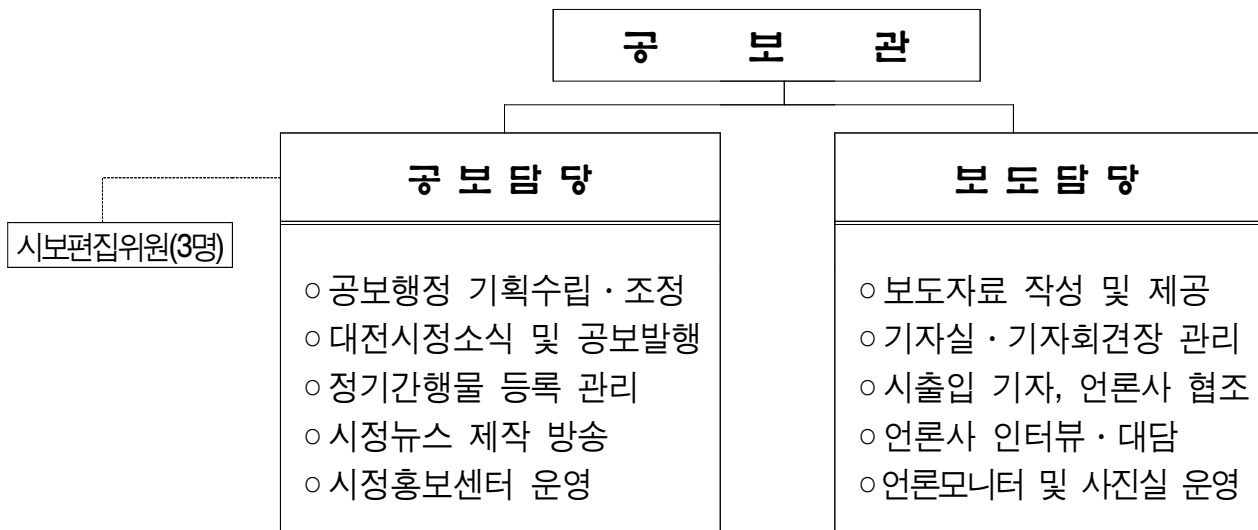 공 보 관
공 보 담 당
보 도 담 당
시보편집위원(3명)
○ 공보행정 기획수립 · 조정
○ 대전시정소식 및 공보발행
○ 정기간행물 등록 관리
○ 시정뉴스 제작 방송
○ 시정홍보센터 운영
○ 보도자료 작성 및 제공
○ 기자실 · 기자회견장 관리
○ 시출입 기자, 언론사 협조
○ 언론사 인터뷰 · 대담
○ 언론모니터 및 사진실 운영